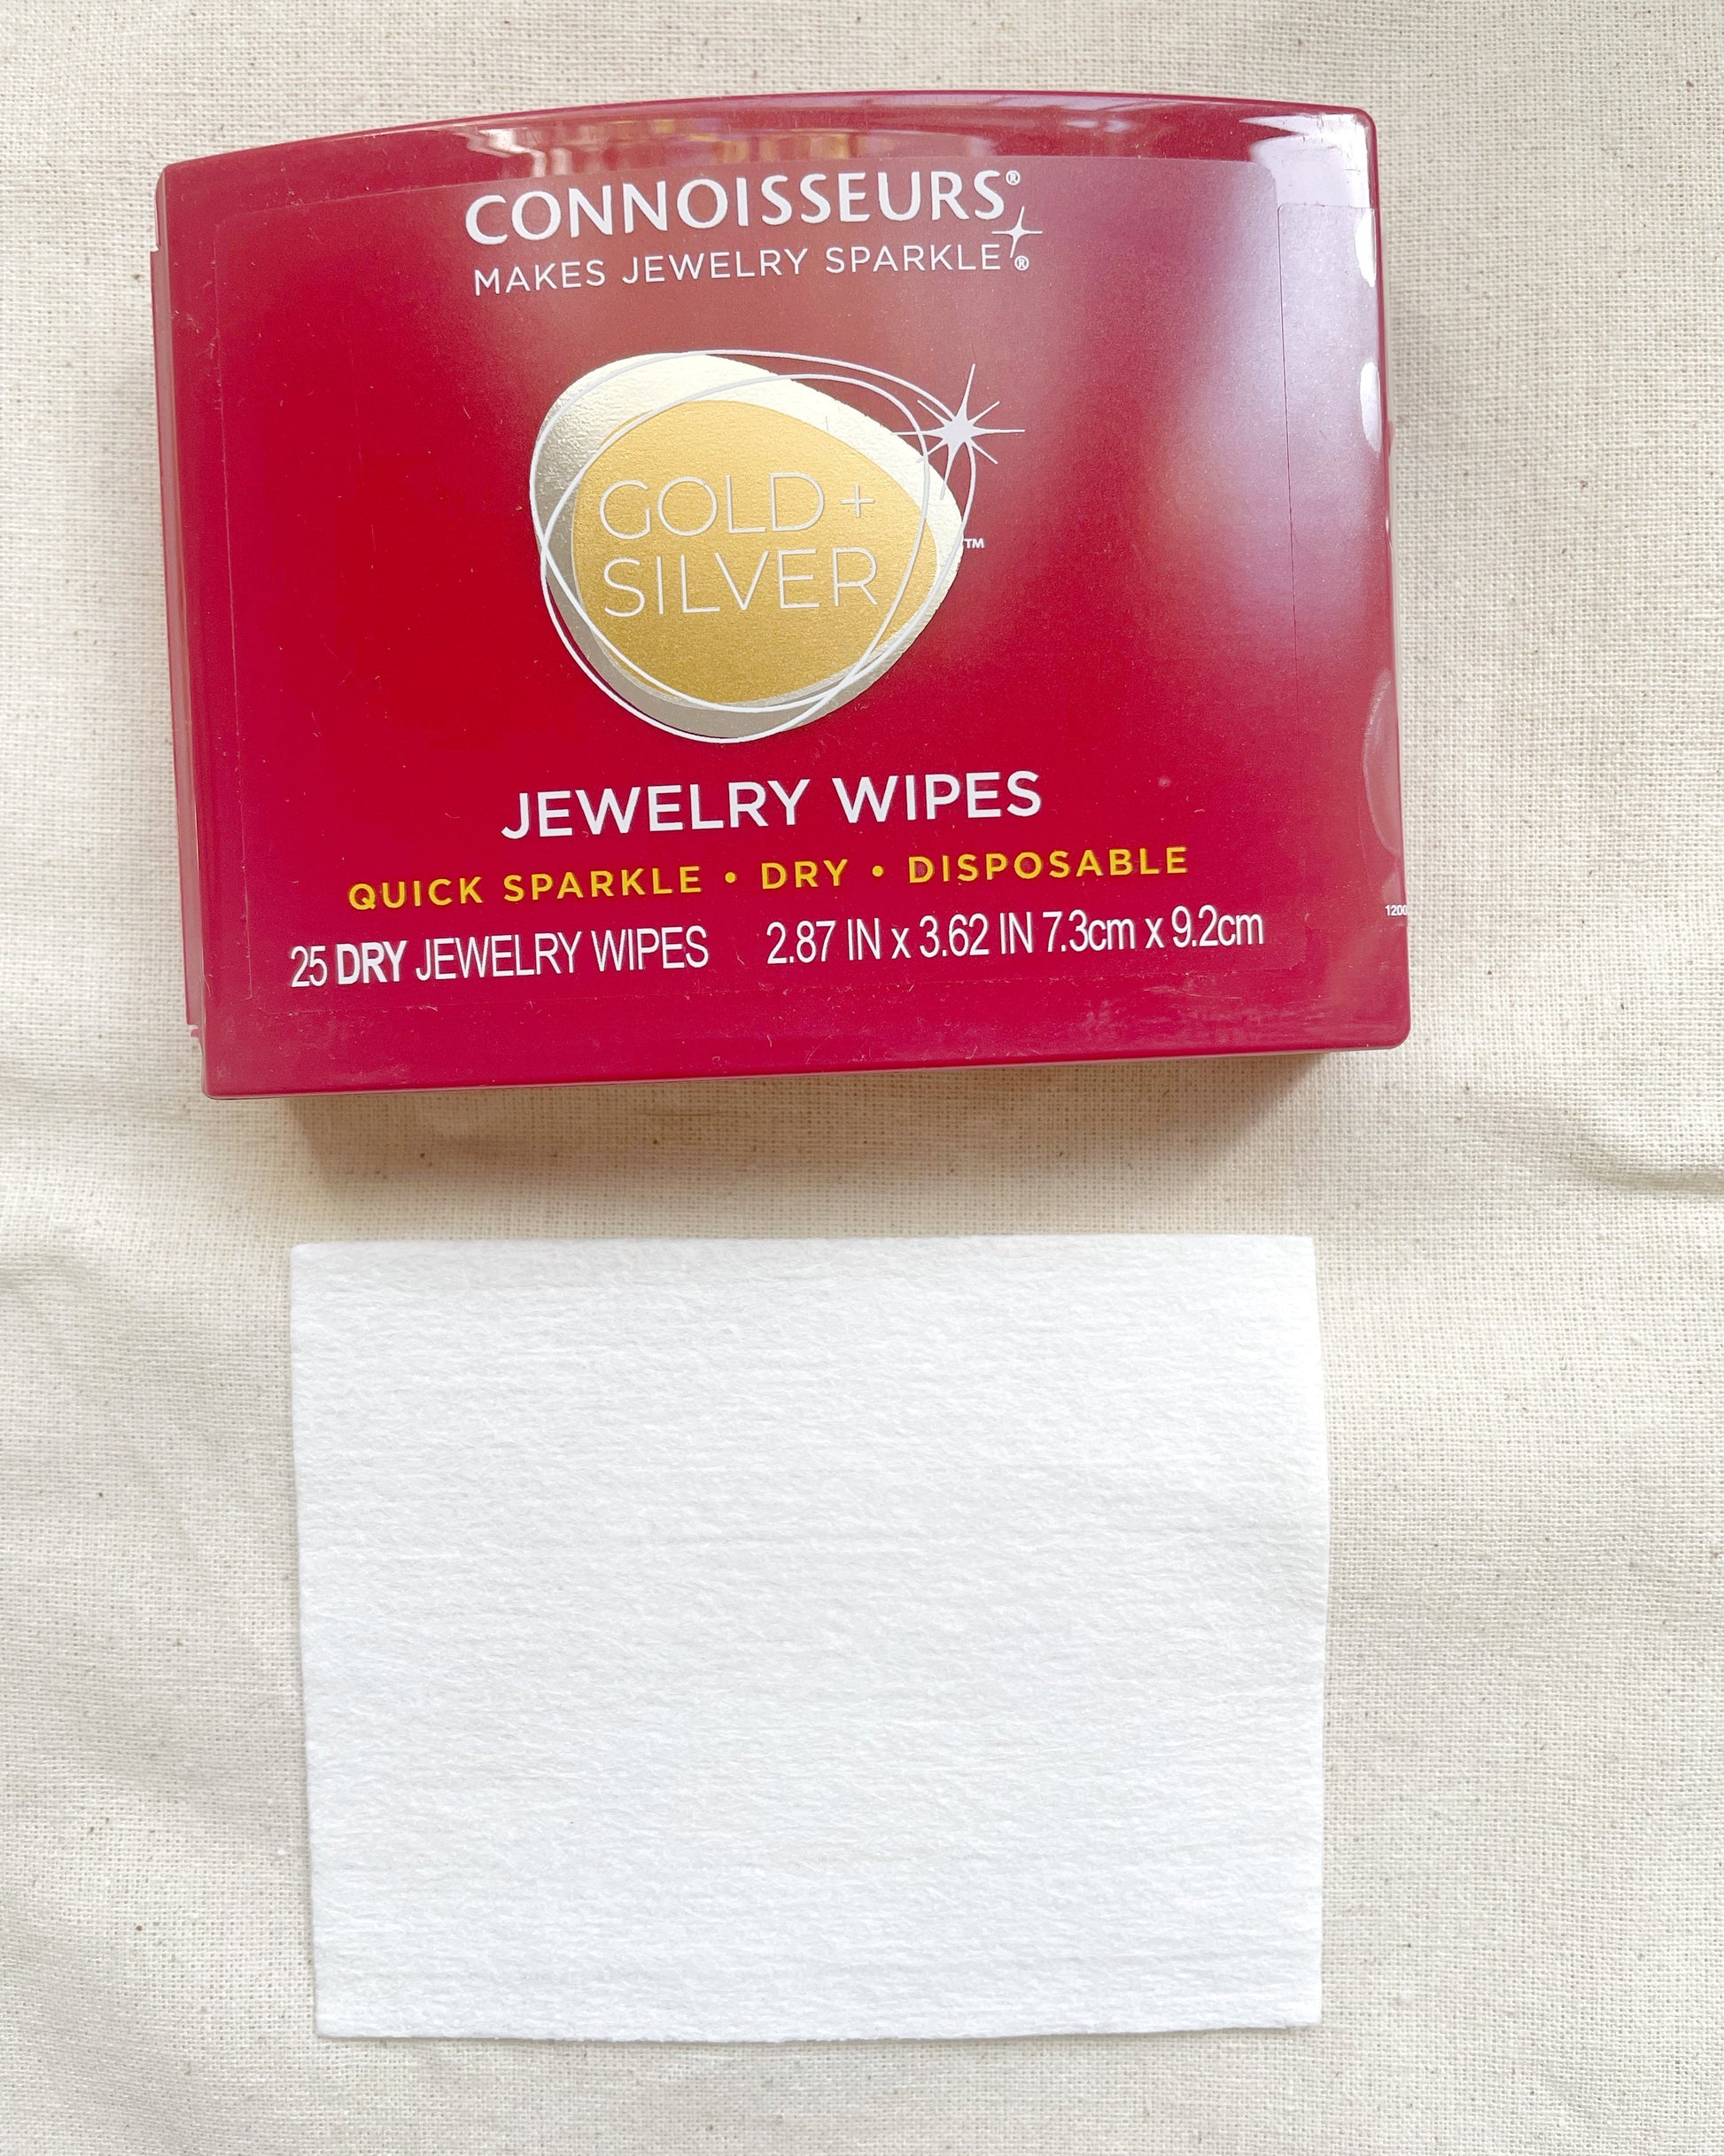 CONNOISSEURS®
MAKES JEWELRY SPARKLE®
GOLD +
SILVER
™
JEWELRY WIPES
QUICK SPARKLE • DRY • DISPOSABLE
25 DRY JEWELRY WIPES 2.87 IN x 3.62 IN 7.3cm x 9.2cm